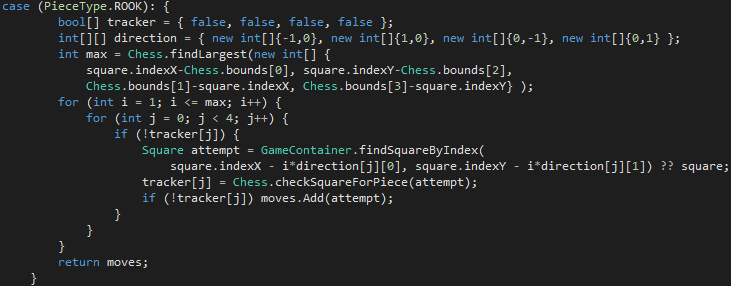 case (PieceType.ROOK): {
bool[] tracker = { false, false, false, false };
int[][] direction = { new int[]{-1,0}, new int[]{1,0}, new int[]{0,-1}, new int[]{0,1} };
int max = Chess.findLargest(new int[] {
square.indexX-Chess.bounds[0], square.indexY-Chess.bounds[2],
Chess.bounds[1]-square.indexX, Chess.bounds[3]-square.indexY} );
for (int i = 1; i <= max; i++) {
for (int j = 0; j < 4; j++) {
if (!tracker[j]) {
Square attempt = GameContainer.findSquareByIndex(
square.indexX - i*direction[j][0], square.indexY - i*direction[j][1]) ?? square;
tracker[j] = Chess.checkSquareForPiece(attempt);
if (!tracker[j]) moves.Add(attempt);
}
}
}
return moves;
}